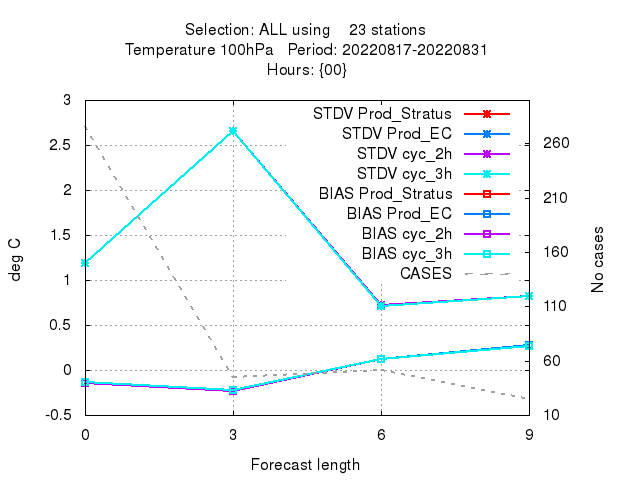 Selection: ALL using    23 stations
Temperature 100hPa   Period: 20220817-20220831
Hours: {00}
3
2.5
2
1.5
1
0.5
0
-0.5
deg C
STDV Prod_Stratus
STDV Prod_EC
STDV cyc_2h
STDV cyc_3h
BIAS Prod_Stratus
BIAS Prod_EC
BIAS cyc_2h
BIAS cyc_3h
CASES
260
210
160
110
60
10
No cases
0 3 6 9
Forecast length